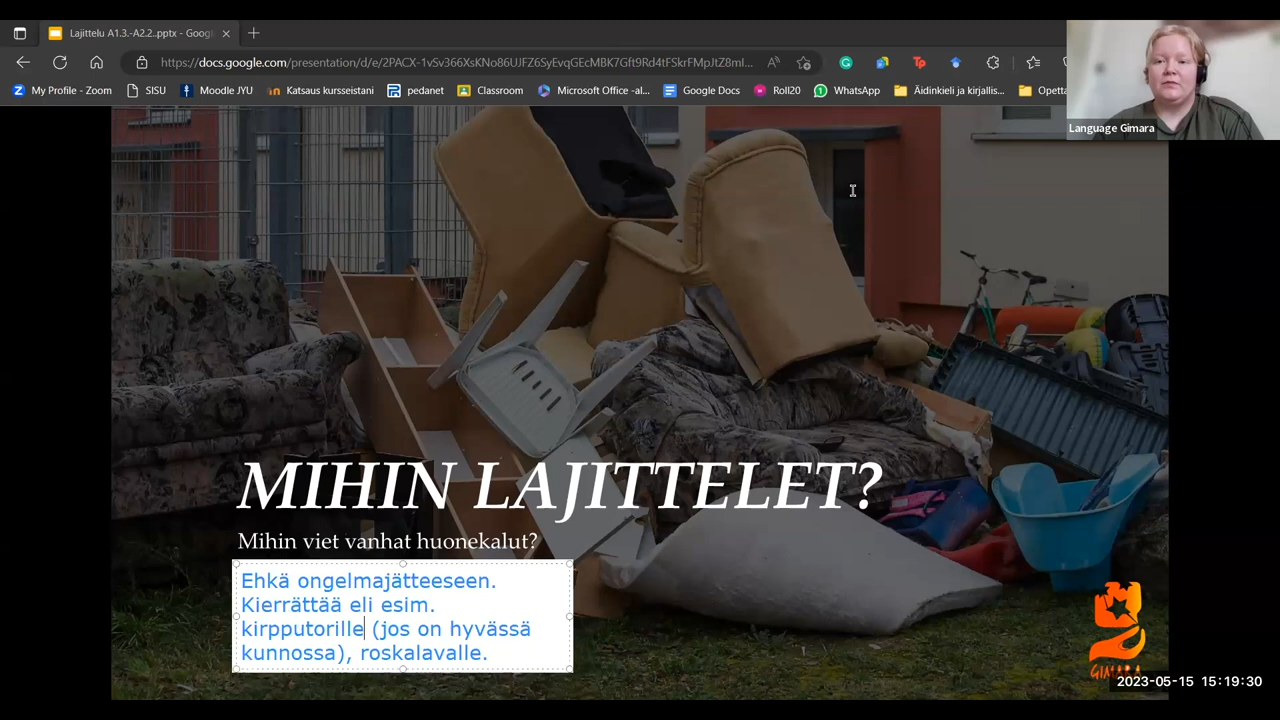 Lajittelu A1.3.-A2.2..pptx - Googl
https://docs.google.com/presentation/d/e/2PACX-1vSv366XsKNo86UJFZ6SyEvqGEcMBK7Gft9Rd4tFSkrFMpJtZ8ml...
My Profile - Zoom
SISU
Moodle JYU
Katsaus kursseistani
pedanet
Classroom
Microsoft Office -al...
Google Docs
Roll20
WhatsApp
Äidinkieli ja kirjallis...
Opetta
Language Gimara
MIHIN LAJITTELET?
Mihin viet vanhat huonekalut?
Ehkä ongelmajätteeseen.
Kierrättää eli esim.
kirpputorille (jos on hyvässä
kunnossa), roskalavalle.
GIMARA
2023-05-15 15:19:30